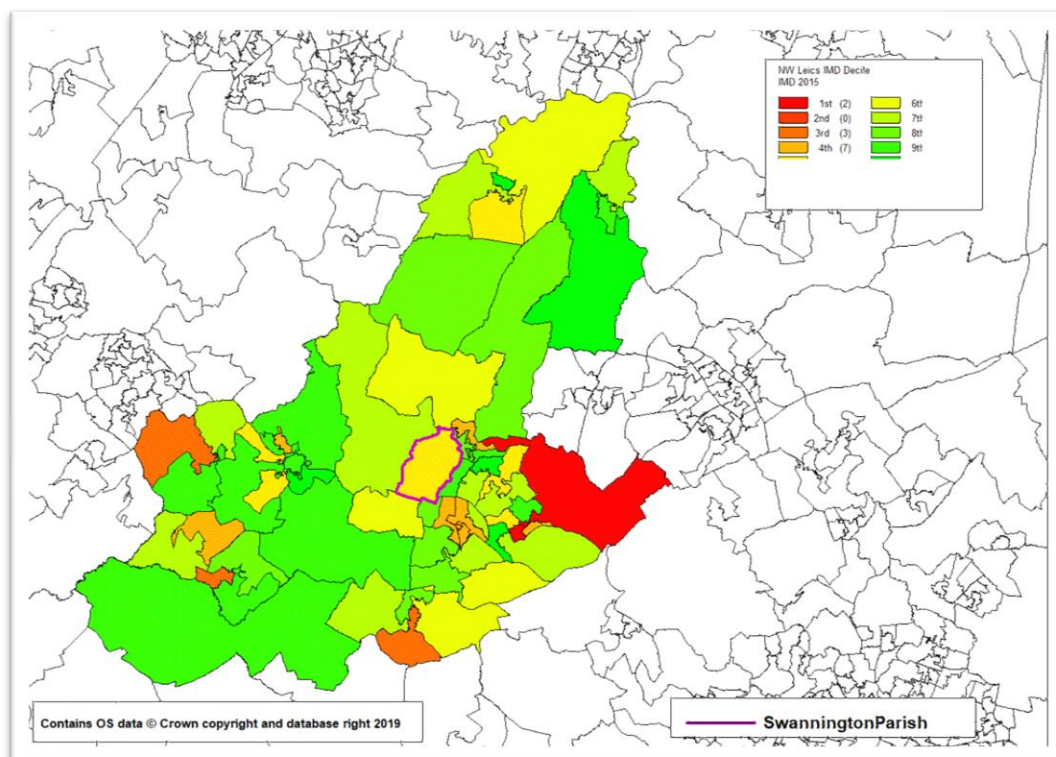 NW Leics IMD Decile
IMD 2015
1st (2)
2nd (0)
3rd (3)
4th (7)
6th
7th
8th
9th
Contains OS data © Crown copyright and database right 2019
SwanningtonParish